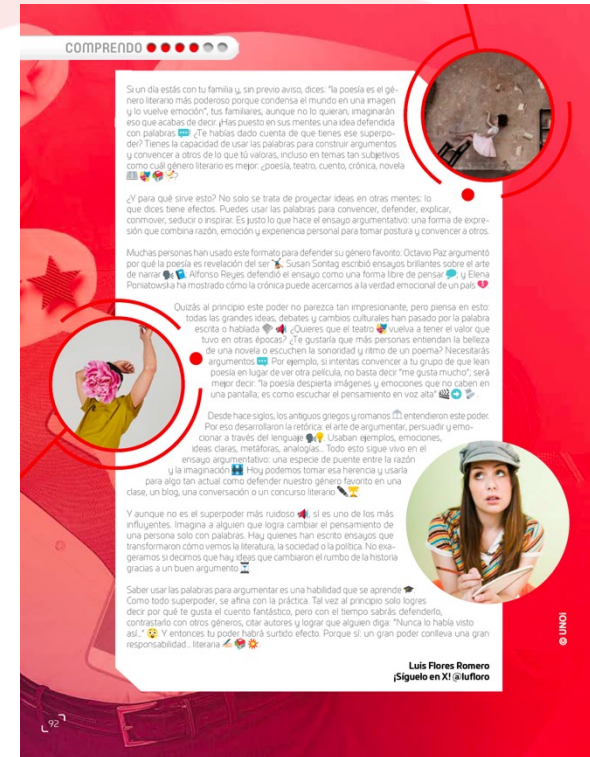 COMPRENDO
Si un día estás con tu familia y, sin previo aviso, dices: "la poesía es el gé-
nero literario más poderoso porque condensa el mundo en una imagen
y lo vuelve emoción", tus familiares, aunque no lo quieran, imaginarán
eso que acabas de decir. ¡Has puesto en sus mentes una idea defendida
con palabras 💬! ¿Te habías dado cuenta de que tienes ese superpo-
der? Tienes la capacidad de usar las palabras para construir argumentos
y convencer a otros de lo que tú valoras, incluso en temas tan subjetivos
como cuál género literario es mejor: ¿poesía, teatro, cuento, crónica, novela
¿Y para qué sirve esto? No solo se trata de proyectar ideas en otras mentes: lo
que dices tiene efectos. Puedes usar las palabras para convencer, defender, explicar,
conmover, seducir o inspirar. Es justo lo que hace el ensayo argumentativo: una forma de expre-
sión que combina razón, emoción y experiencia personal para tomar postura y convencer a otros.
Muchas personas han usado este formato para defender su género favorito: Octavio Paz argumentó
por qué la poesía es revelación del ser. Susan Sontag escribió ensayos brillantes sobre el arte
de narrar. Alfonso Reyes defendió el ensayo como una forma libre de pensar 💭; y Elena
Poniatowska ha mostrado cómo la crónica puede acercarnos a la verdad emocional de un país 💔.
Quizás al principio este poder no parezca tan impresionante, pero piensa en esto:
todas las grandes ideas, debates y cambios culturales han pasado por la palabra
escrita o hablada. ¿Quieres que el teatro 🎭 vuelva a tener el valor que
tuvo en otras épocas? ¿Te gustaría que más personas entiendan la belleza
de una novela o escuchen la sonoridad y ritmo de un poema? Necesitarás
argumentos 💬. Por ejemplo, si intentas convencer a tu grupo de que lean
poesía en lugar de ver otra película, no basta decir "me gusta mucho"; será
mejor decir: "la poesía despierta imágenes y emociones que no caben en
una pantalla; es como escuchar el pensamiento en voz alta"
Desde hace siglos, los antiguos griegos y romanos 🏛️ entendieron este poder.
Por eso desarrollaron la retórica: el arte de argumentar, persuadir y emo-
cionar a través del lenguaje. Usaban ejemplos, emociones,
ideas claras, metáforas, analogías... Todo esto sigue vivo en el
ensayo argumentativo: una especie de puente entre la razón
y la imaginación. Hoy podemos tomar esa herencia y usarla
para algo tan actual como defender nuestro género favorito en una
clase, un blog, una conversación o un concurso literario
Y aunque no es el superpoder más ruidoso 📣, sí es uno de los más
influyentes. Imagina a alguien que logra cambiar el pensamiento de
una persona solo con palabras. Hay quienes han escrito ensayos que
transformaron cómo vemos la literatura, la sociedad o la política. No exa-
geramos si decimos que hay ideas que cambiaron el rumbo de la historia
gracias a un buen argumento ⏳.
Saber usar las palabras para argumentar es una habilidad que se aprende 🎓.
Como todo superpoder, se afina con la práctica. Tal vez al principio solo logres
decir por qué te gusta el cuento fantástico, pero con el tiempo sabrás defenderlo,
contrastarlo con otros géneros, citar autores y lograr que alguien diga: "Nunca lo había visto
así..." 😮. Y entonces tu poder habrá surtido efecto. Porque sí: un gran poder conlleva una gran
responsabilidad... literaria
Luis Flores Romero
¡Síguelo en X! @lufloro
© UNOi
92